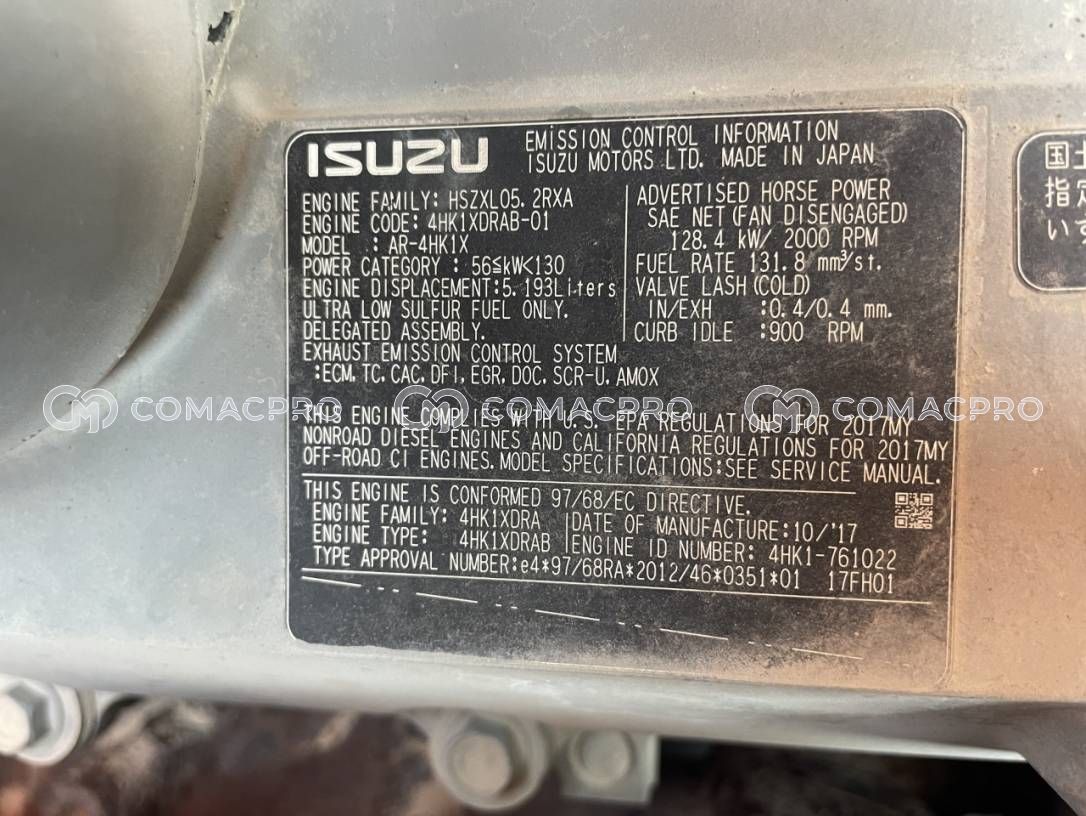 ISUZU
EMISSION CONTROL INFORMATION
ISUZU MOTORS LTD. MADE IN JAPAN
ENGINE FAMILY: HSZXL05.2RXA
ENGINE CODE: 4HK1XDRAB-01
MODEL : AR-4HK1X
POWER CATEGORY : 56≦kW<130
ENGINE DISPLACEMENT:5.193Liters
ULTRA LOW SULFUR FUEL ONLY.
DELEGATED ASSEMBLY.
EXHAUST EMISSION CONTROL SYSTEM
:ECM, TC, CAC, DFI, EGR, DOC, SCR-U, AMOX
ADVERTISED HORSE POWER
SAE NET(FAN DISENGAGED)
128.4 kW/ 2000 RPM
FUEL RATE 131.8 mm³/st.
VALVE LASH(COLD)
IN/EXH :0.4/0.4 mm.
CURB IDLE :900 RPM
COMACPRO COMACPRO COMACPRO
THIS ENGINE COMPLIES WITH U.S. EPA REGULATIONS FOR 2017MY
NONROAD DIESEL ENGINES AND CALIFORNIA REGULATIONS FOR 2017MY
OFF-ROAD CI ENGINES.MODEL SPECIFICATIONS:SEE SERVICE MANUAL.
THIS ENGINE IS CONFORMED 97/68/EC DIRECTIVE.
ENGINE FAMILY: 4HK1XDRA
ENGINE TYPE: 4HK1XDRAB
DATE OF MANUFACTURE:10/'17
ENGINE ID NUMBER: 4HK1-761022
TYPE APPROVAL NUMBER:e4*97/68RA*2012/46*0351*01 17FH01
国土
指定
いす